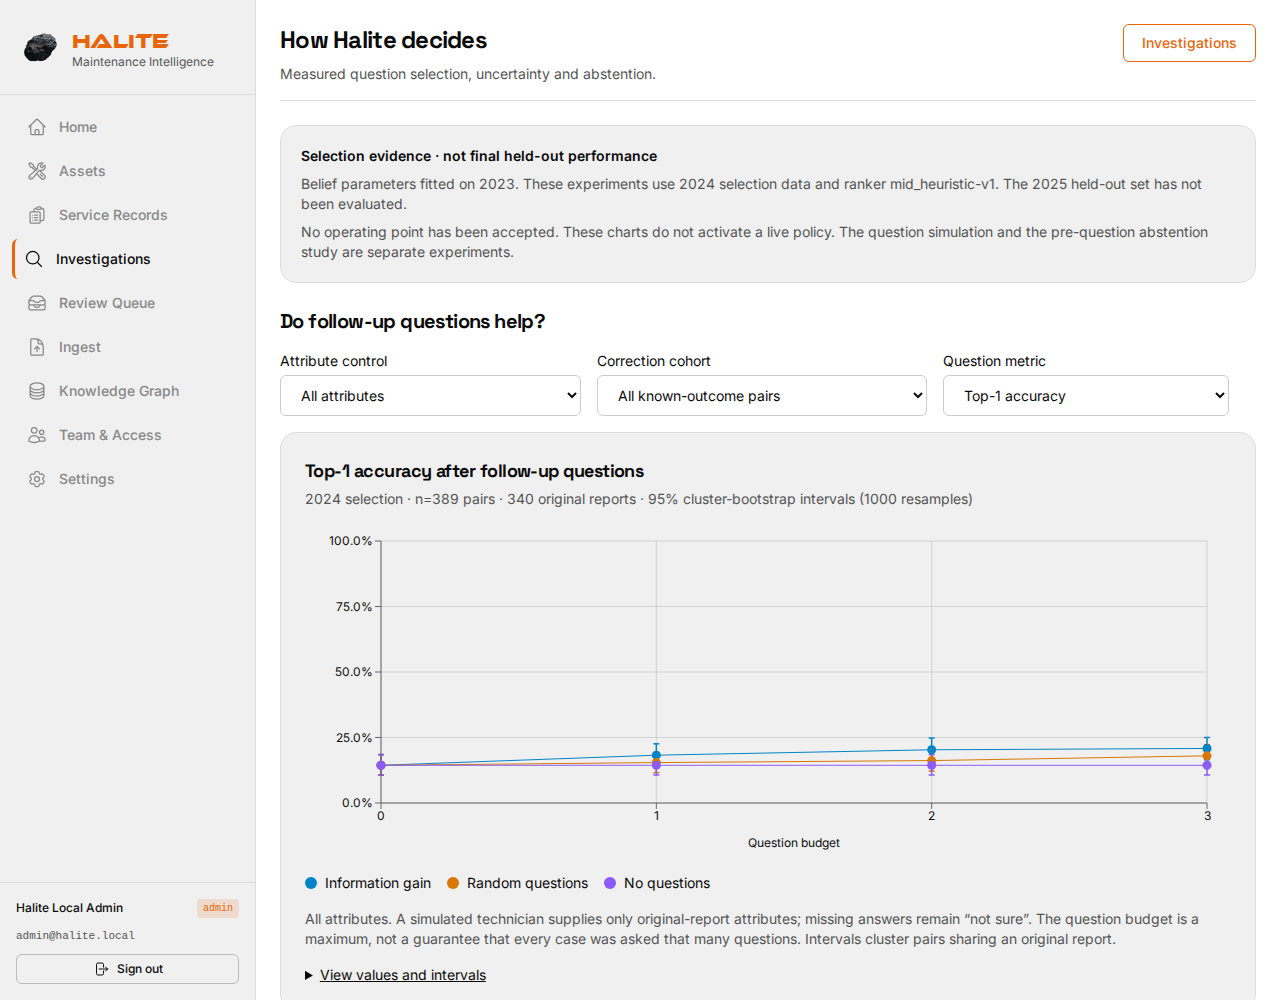 HALITE
Maintenance Intelligence
Home
Assets
Service Records
Investigations
Review Queue
Ingest
Knowledge Graph
Team & Access
Settings
Halite Local Admin
admin
admin@halite.local
Sign out
How Halite decides
Measured question selection, uncertainty and abstention.
Investigations
Selection evidence · not final held-out performance
Belief parameters fitted on 2023. These experiments use 2024 selection data and ranker mid_heuristic-v1. The 2025 held-out set has not
been evaluated.
No operating point has been accepted. These charts do not activate a live policy. The question simulation and the pre-question abstention
study are separate experiments.
Do follow-up questions help?
Attribute control
All attributes
Correction cohort
All known-outcome pairs
Question metric
Top-1 accuracy
Top-1 accuracy after follow-up questions
2024 selection · n=389 pairs · 340 original reports · 95% cluster-bootstrap intervals (1000 resamples)
100.0%
75.0%
50.0%
25.0%
0.0%
0
1
2
3
Question budget
Information gain
Random questions
No questions
All attributes. A simulated technician supplies only original-report attributes; missing answers remain “not sure”. The question budget is a
maximum, not a guarantee that every case was asked that many questions. Intervals cluster pairs sharing an original report.
View values and intervals